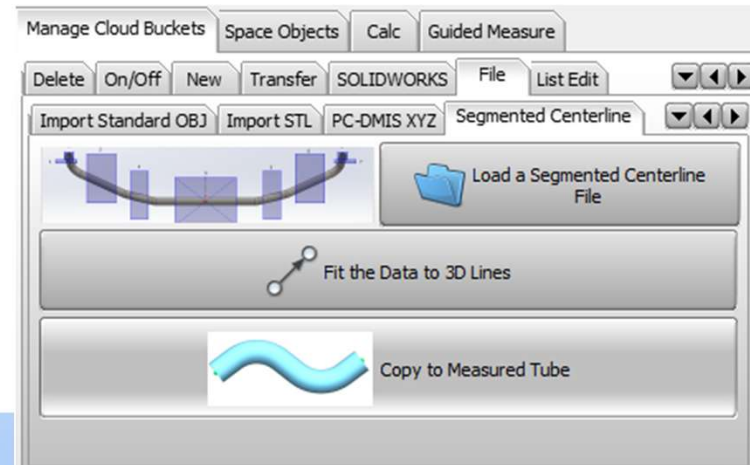 Manage Cloud Buckets Space Objects Calc Guided Measure
Delete On/Off New Transfer SOLIDWORKS File List Edit
Import Standard OBJ Import STL PC-DMIS XYZ Segmented Centerline
Load a Segmented Centerline
File
Fit the Data to 3D Lines
Copy to Measured Tube